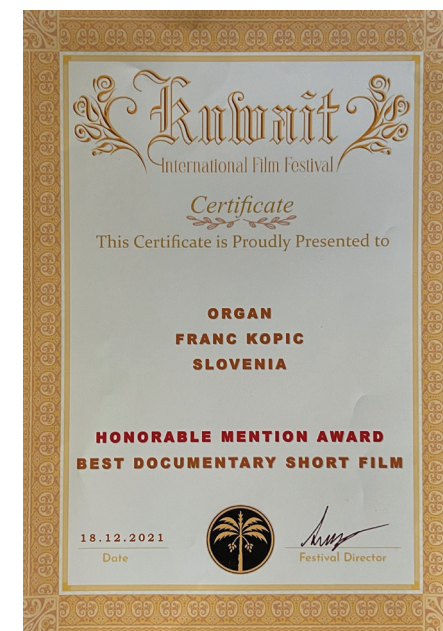 Kuwait
International Film Festival
Certificate
This Certificate is Proudly Presented to
ORGAN
FRANC KOPIC
SLOVENIA
HONORABLE MENTION AWARD
BEST DOCUMENTARY SHORT FILM
18.12.2021
Date
Festival Director